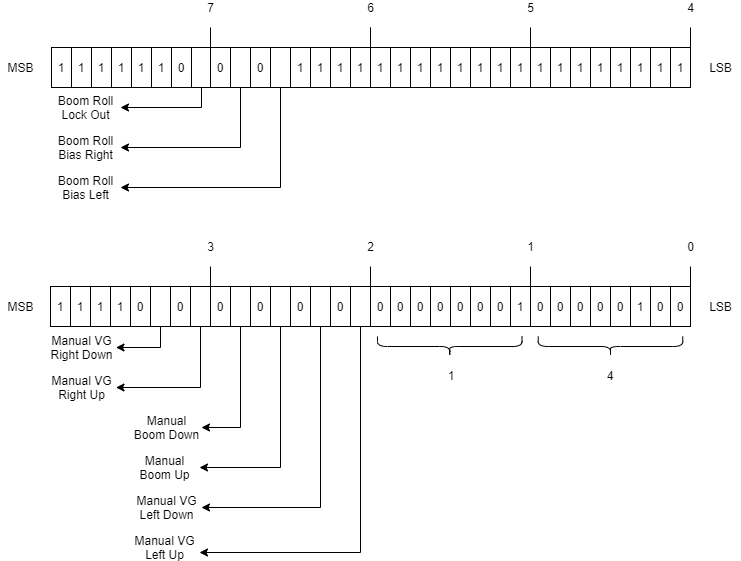 7 6 5 4
MSB 1 1 1 1 1 1 0 0 0 1 1 1 1 1 1 1 1 1 1 1 1 1 1 1 1 1 1 1 1 LSB
Boom Roll
Lock Out
Boom Roll
Bias Right
Boom Roll
Bias Left
3 2 1 0
MSB 1 1 1 1 0 0 0 0 0 0 0 0 0 0 0 0 0 1 0 0 0 0 0 1 0 0 LSB
Manual VG
Right Down
1 4
Manual VG
Right Up
Manual
Boom Down
Manual
Boom Up
Manual VG
Left Down
Manual VG
Left Up